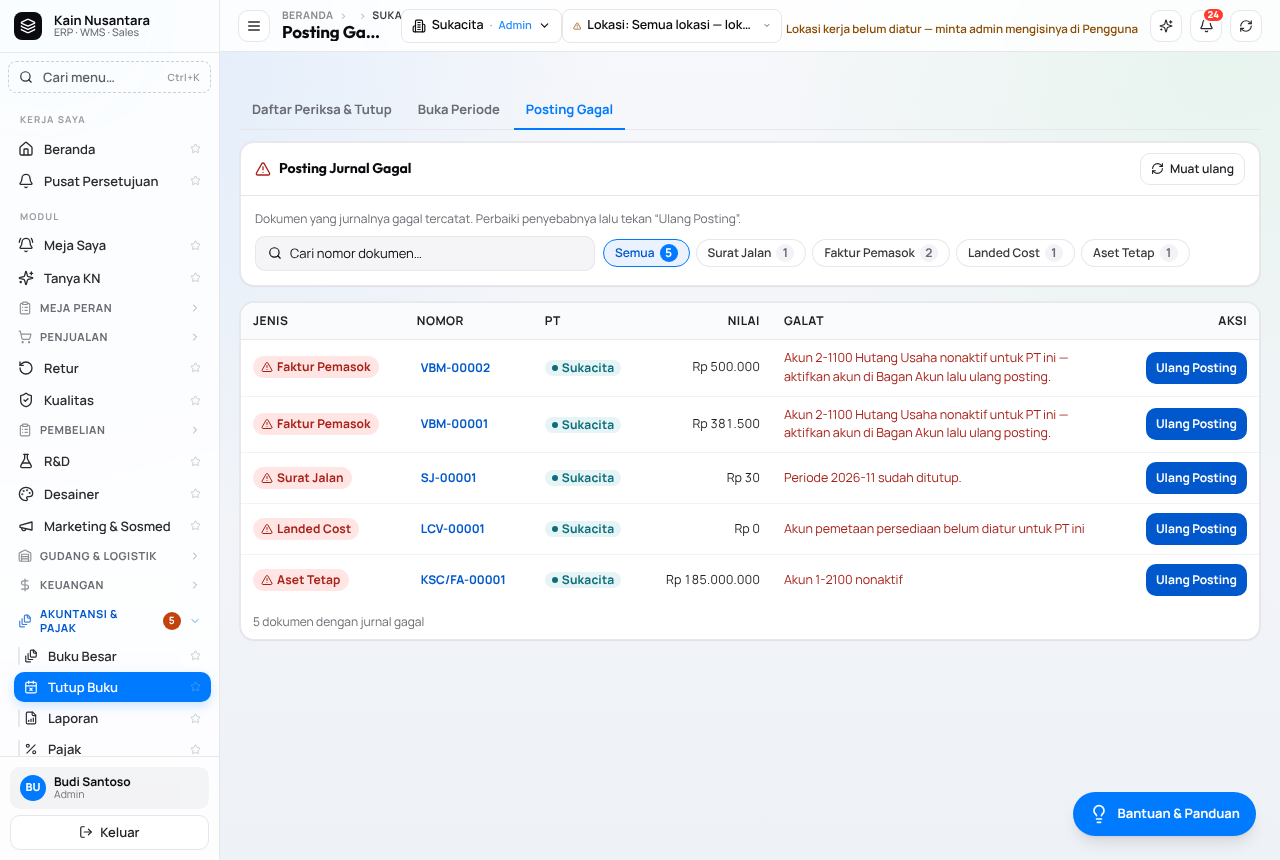 Kain Nusantara
ERP · WMS · Sales
Cari menu... Ctrl+K
KERJA SAYA
Beranda
Pusat Persetujuan
MODUL
Meja Saya
Tanya KN
MEJA PERAN
PENJUALAN
Retur
Kualitas
PEMBELIAN
R&D
Desainer
Marketing & Sosmed
GUDANG & LOGISTIK
KEUANGAN
AKUNTANSI &
PAJAK 5
Buku Besar
Tutup Buku
Laporan
Pajak
BU Budi Santoso
Admin
Keluar
BERANDA › › SUKA
Posting Ga...
Sukacita · Admin
Lokasi: Semua lokasi — lok...
Lokasi kerja belum diatur — minta admin mengisinya di Pengguna
24
Daftar Periksa & Tutup Buka Periode Posting Gagal
Posting Jurnal Gagal Muat ulang
Dokumen yang jurnalnya gagal tercatat. Perbaiki penyebabnya lalu tekan “Ulang Posting”.
Cari nomor dokumen... Semua 5 Surat Jalan 1 Faktur Pemasok 2 Landed Cost 1 Aset Tetap 1
JENIS NOMOR PT NILAI GALAT AKSI
Faktur Pemasok VBM-00002 Sukacita Rp 500.000 Akun 2-1100 Hutang Usaha nonaktif untuk PT ini —
aktifkan akun di Bagan Akun lalu ulang posting. Ulang Posting
Faktur Pemasok VBM-00001 Sukacita Rp 381.500 Akun 2-1100 Hutang Usaha nonaktif untuk PT ini —
aktifkan akun di Bagan Akun lalu ulang posting. Ulang Posting
Surat Jalan SJ-00001 Sukacita Rp 30 Periode 2026-11 sudah ditutup. Ulang Posting
Landed Cost LCV-00001 Sukacita Rp 0 Akun pemetaan persediaan belum diatur untuk PT ini Ulang Posting
Aset Tetap KSC/FA-00001 Sukacita Rp 185.000.000 Akun 1-2100 nonaktif Ulang Posting
5 dokumen dengan jurnal gagal
Bantuan & Panduan